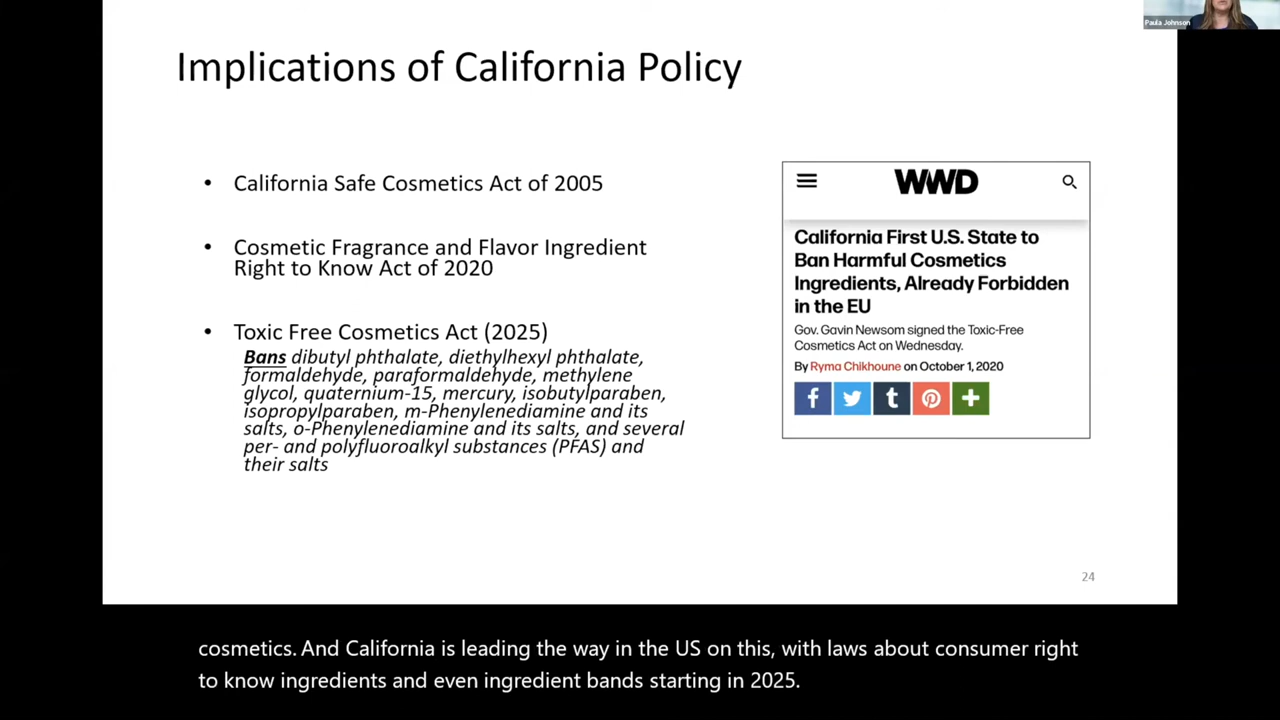 Paula Johnson
Implications of California Policy
• California Safe Cosmetics Act of 2005
• Cosmetic Fragrance and Flavor Ingredient
Right to Know Act of 2020
• Toxic Free Cosmetics Act (2025)
Bans dibutyl phthalate, diethylhexyl phthalate,
formaldehyde, paraformaldehyde, methylene
glycol, quaternium-15, mercury, isobutylparaben,
isopropylparaben, m-Phenylenediamine and its
salts, o-Phenylenediamine and its salts, and several
per- and polyfluoroalkyl substances (PFAS) and
their salts
WWD
California First U.S. State to
Ban Harmful Cosmetics
Ingredients, Already Forbidden
in the EU
Gov. Gavin Newsom signed the Toxic-Free
Cosmetics Act on Wednesday.
By Ryma Chikhoune on October 1, 2020
24
cosmetics. And California is leading the way in the US on this, with laws about consumer right
to know ingredients and even ingredient bands starting in 2025.